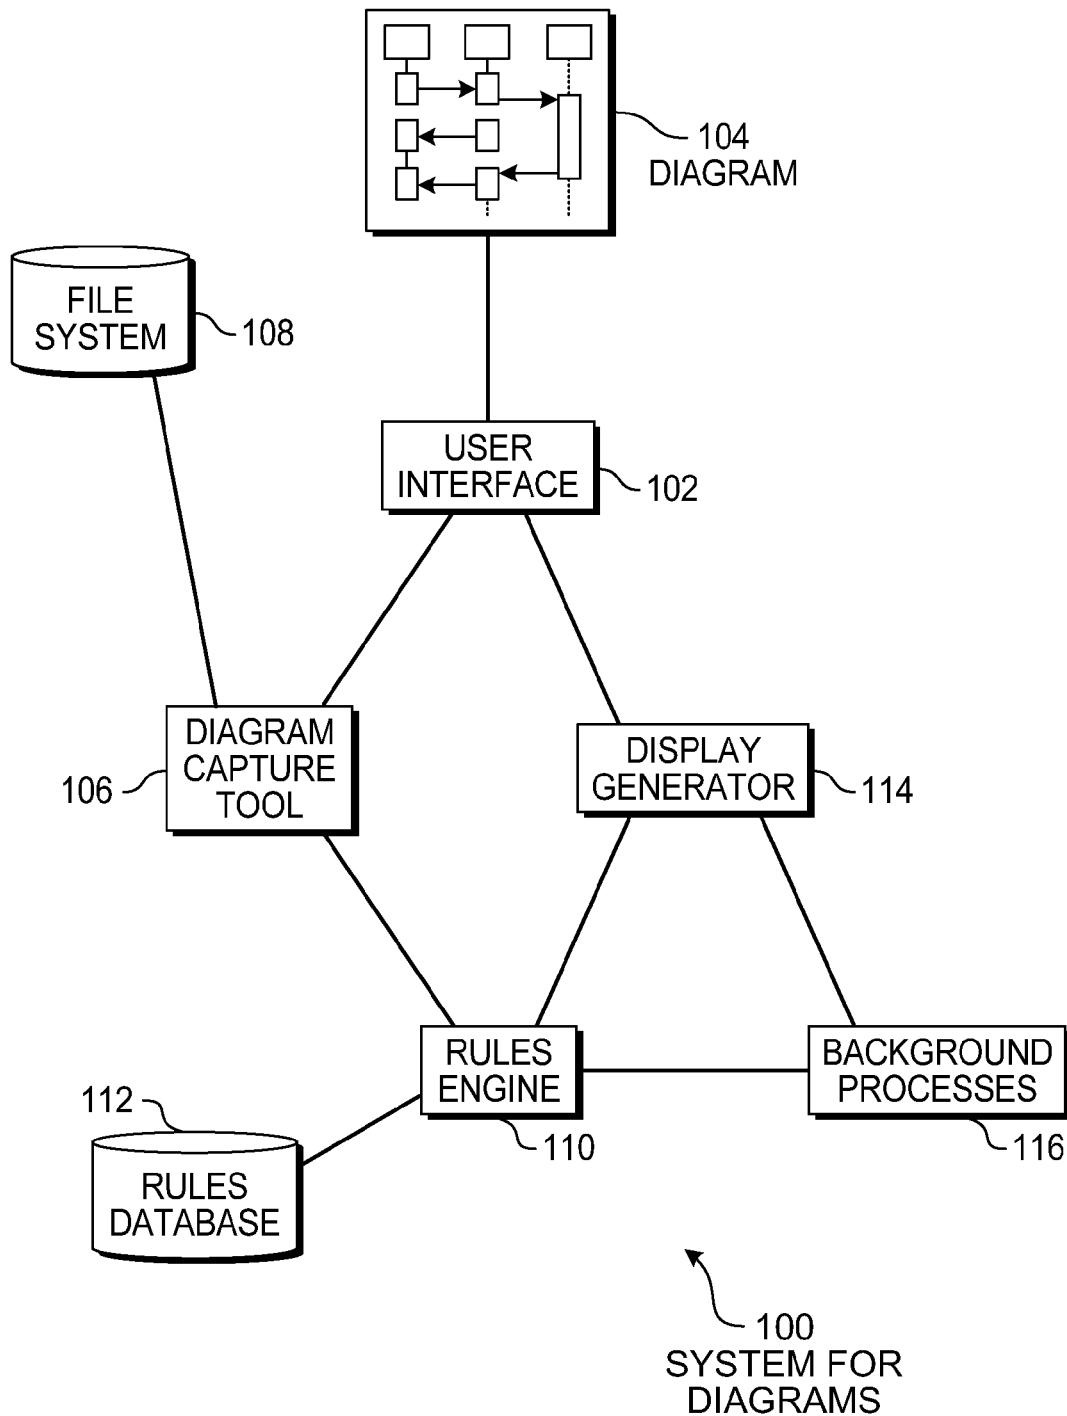 104
DIAGRAM
FILE
SYSTEM
108
USER
INTERFACE
102
DIAGRAM
CAPTURE
TOOL
106
DISPLAY
GENERATOR
114
RULES
ENGINE
110
BACKGROUND
PROCESSES
116
112
RULES
DATABASE
100
SYSTEM FOR
DIAGRAMS